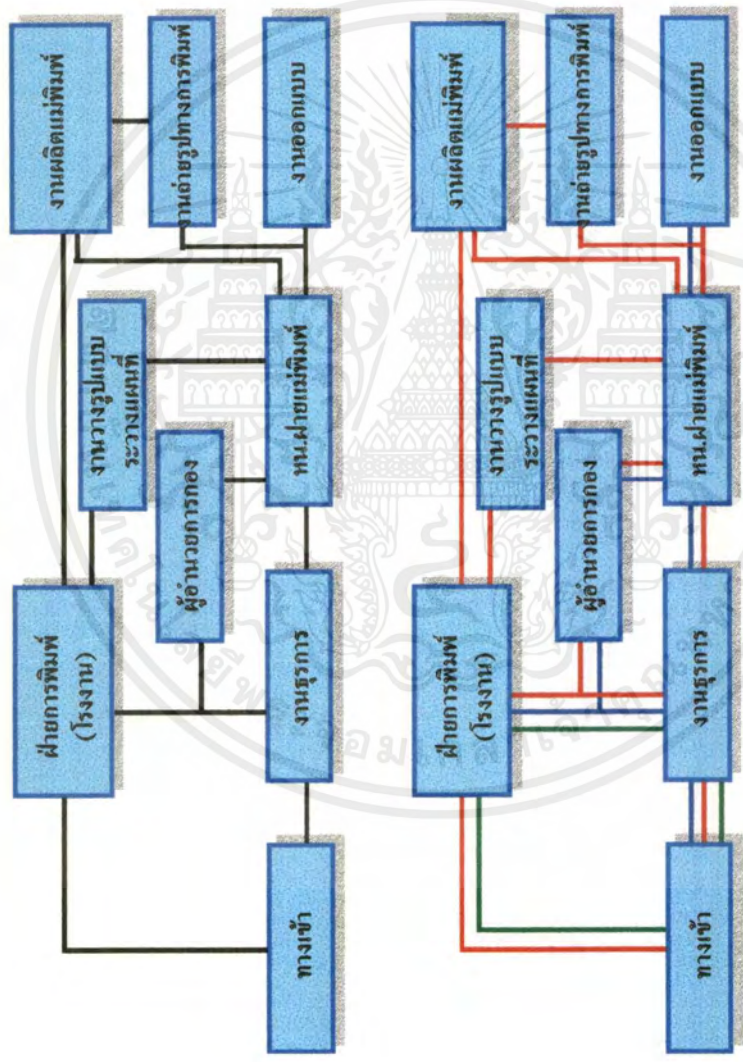 งานออกแบบ
หน.ฝ่ายแม่พิมพ์
งานธุรการ
ทางเข้า
งานถ่ายรูปทางการพิมพ์
ผู้อำนวยการกอง
งานวางรูปแบบ
ระวางแผนที่
งานผลิตแม่พิมพ์
ฝ่ายการพิมพ์
(โรงงาน)
งานออกแบบ
หน.ฝ่ายแม่พิมพ์
งานธุรการ
ทางเข้า
งานถ่ายรูปทางการพิมพ์
ผู้อำนวยการกอง
งานวางรูปแบบ
ระวางแผนที่
งานผลิตแม่พิมพ์
ฝ่ายการพิมพ์
(โรงงาน)